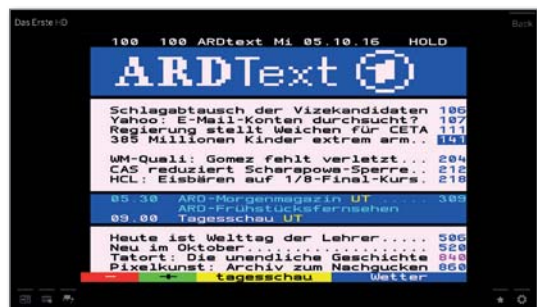 Das Erste HD
Back
100 100 ARDtext Mi 05.10.16 HOLD
ARDText
Schlagabtausch der Vizekandidaten 106
Yahoo: E-Mail-Konten durchsucht? 107
Regierung stellt Weichen für CETA 111
385 Millionen Kinder extrem arm.. 141
WM-Quali: Gomez fehlt verletzt... 204
CAS reduziert Scharapowa-Sperre.. 212
HCL: Eisbären auf 1/8-Final-Kurs. 218
05.30 ARD-Morgenmagazin UT ..... 309
ARD-Frühstücksfernsehen
09.00 Tagesschau UT
Heute ist Welttag der Lehrer..... 506
Neu im Oktober................... 520
Tatort: Die unendliche Geschichte 840
Pixelkunst: Archiv zum Nachgucken 860
- + tagesschau Wetter